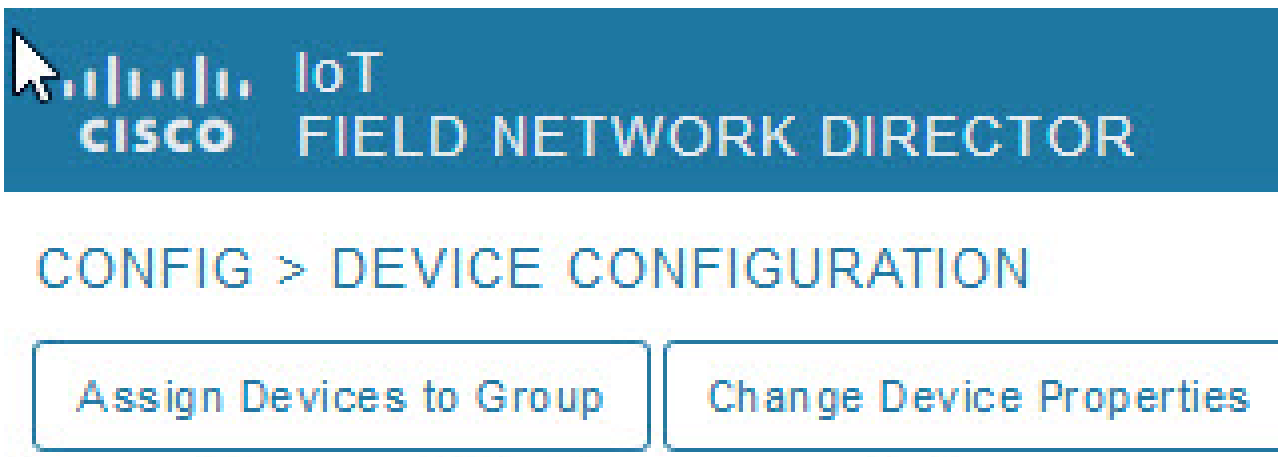 IoT
CISCO FIELD NETWORK DIRECTOR
CONFIG > DEVICE CONFIGURATION
Assign Devices to Group Change Device Properties